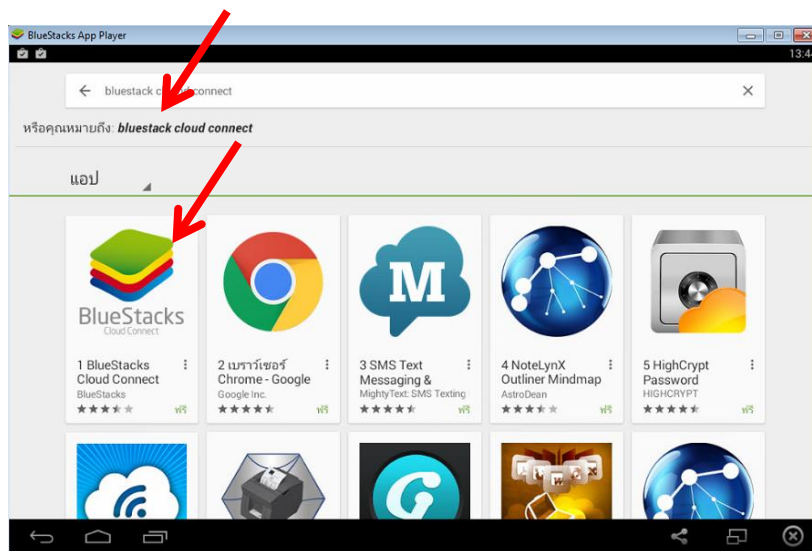 BlueStacks App Player
13:4
bluestack cloud connect
หรือคุณหมายถึง: bluestack cloud connect
แอป
BlueStacks
Cloud Connect
M
1 BlueStacks
Cloud Connect
BlueStacks
ฟรี
2 เบราว์เซอร์
Chrome - Google
Google Inc.
ฟรี
3 SMS Text
Messaging &
MightyText: SMS Texting
ฟรี
4 NoteLynX
Outliner Mindmap
AstroDean
ฟรี
5 HighCrypt
Password
HIGHCRYPT
ฟรี